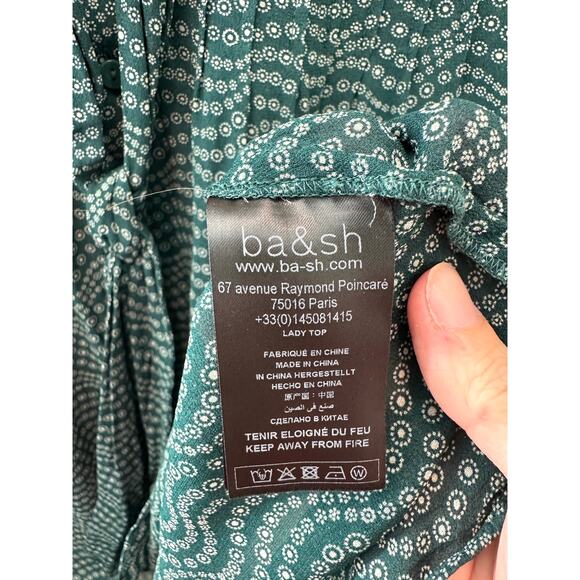 ba&sh
www.ba-sh.com
67 avenue Raymond Poincaré
75016 Paris
+33(0)145081415
LADY TOP
FABRIQUÉ EN CHINE
MADE IN CHINA
IN CHINA HERGESTELLT
HECHO EN CHINA
原产国：中国
صنع في الصين
СДЕЛАНО В КИТАЕ
TENIR ELOIGNÉ DU FEU
KEEP AWAY FROM FIRE
W